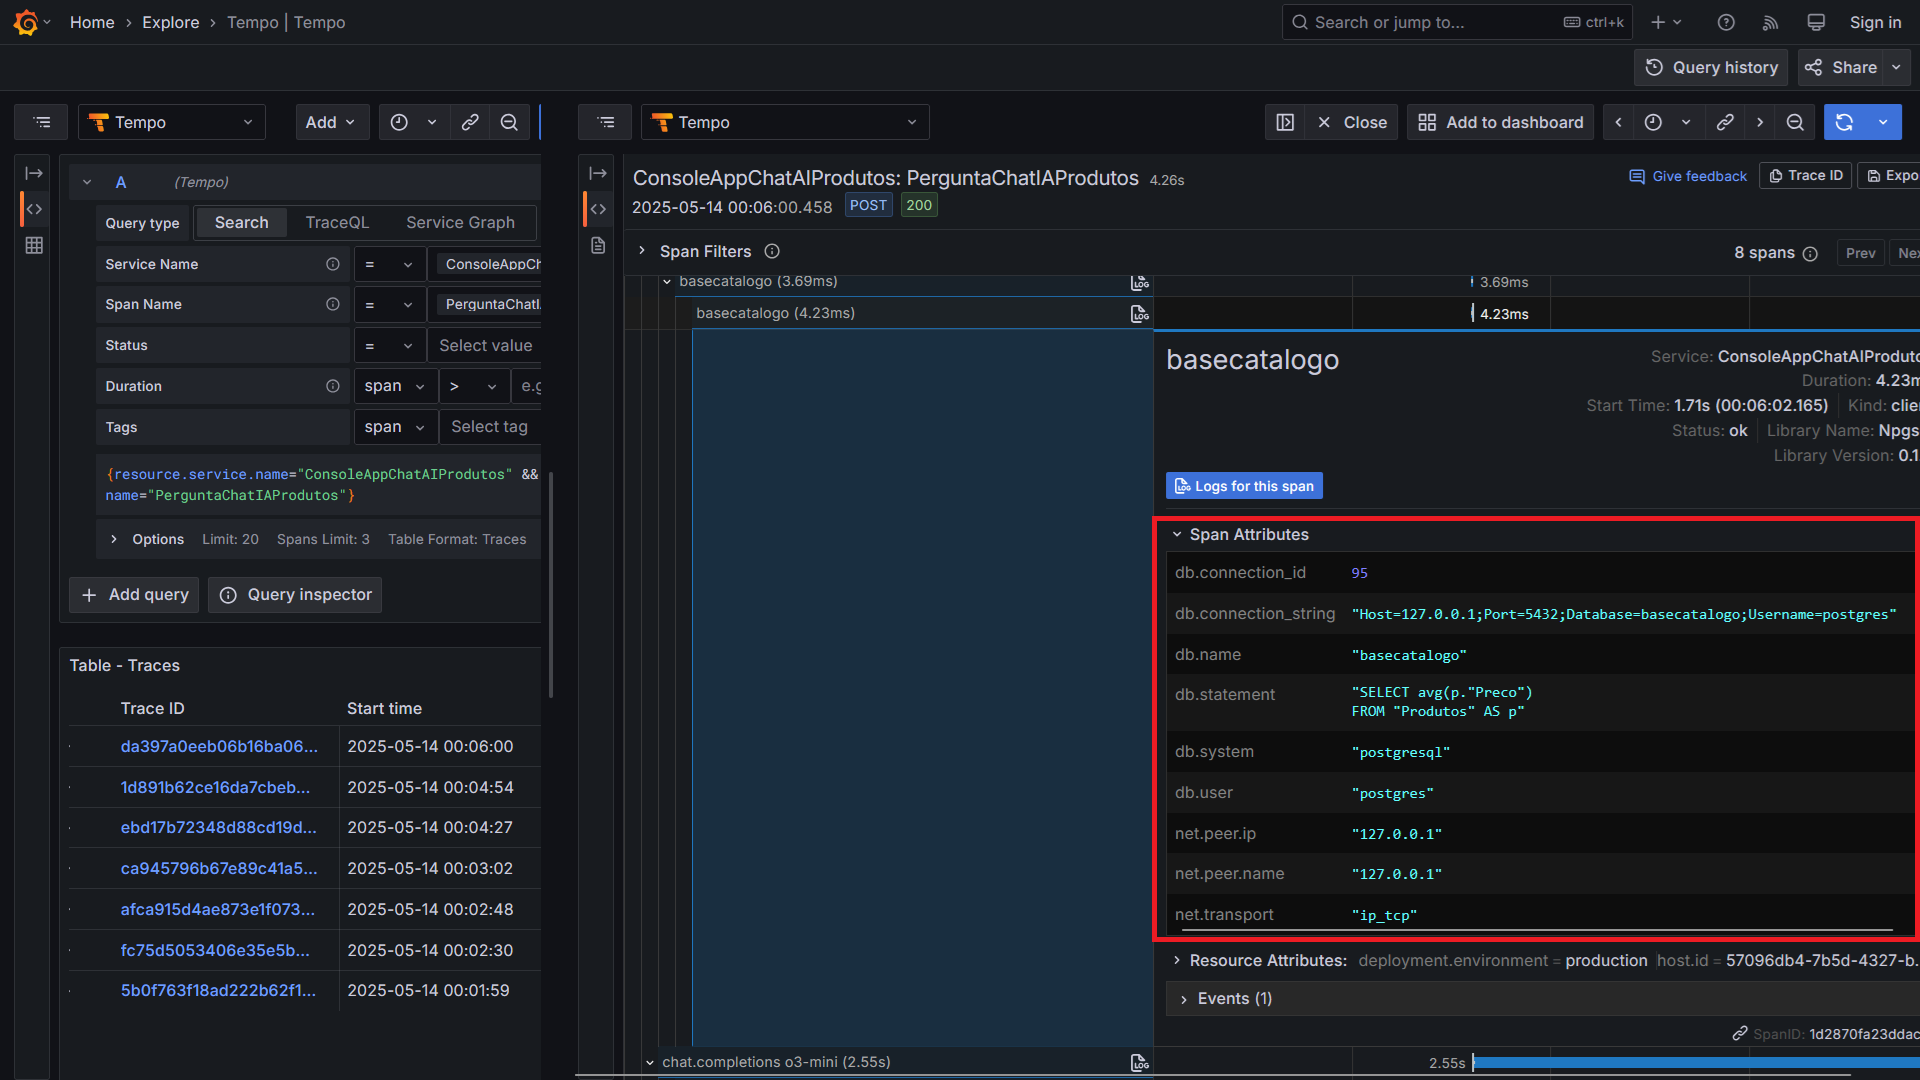 Home › Explore › Tempo | Tempo
Search or jump to... ctrl+k
Sign in
Query history
Share
Tempo
Add
Tempo
Close
Add to dashboard
A (Tempo)
Query type Search TraceQL Service Graph
Service Name = ConsoleAppCh
Span Name = PerguntaChatI
Status = Select value
Duration span > e.g
Tags span Select tag
{resource.service.name="ConsoleAppChatAIProdutos" &&
name="PerguntaChatIAProdutos"}
Options Limit: 20 Spans Limit: 3 Table Format: Traces
+ Add query
Query inspector
Table - Traces
Trace ID Start time
da397a0eeb06b16ba06... 2025-05-14 00:06:00
1d891b62ce16da7cbeb... 2025-05-14 00:04:54
ebd17b72348d88cd19d... 2025-05-14 00:04:27
ca945796b67e89c41a5... 2025-05-14 00:03:02
afca915d4ae873e1f073... 2025-05-14 00:02:48
fc75d5053406e35e5b... 2025-05-14 00:02:30
5b0f763f18ad222b62f1... 2025-05-14 00:01:59
ConsoleAppChatAIProdutos: PerguntaChatIAProdutos 4.26s
Give feedback
Trace ID
Expo
2025-05-14 00:06:00.458 POST 200
Span Filters
8 spans
Prev
Nex
basecatalogo (3.69ms) LOG 3.69ms
basecatalogo (4.23ms) LOG 4.23ms
basecatalogo
Service: ConsoleAppChatAIProduto
Duration: 4.23m
Start Time: 1.71s (00:06:02.165) Kind: clie
Status: ok Library Name: Npgs
Library Version: 0.1
LOG Logs for this span
Span Attributes
db.connection_id 95
db.connection_string "Host=127.0.0.1;Port=5432;Database=basecatalogo;Username=postgres"
db.name "basecatalogo"
db.statement "SELECT avg(p."Preco")
FROM "Produtos" AS p"
db.system "postgresql"
db.user "postgres"
net.peer.ip "127.0.0.1"
net.peer.name "127.0.0.1"
net.transport "ip_tcp"
Resource Attributes: deployment.environment = production host.id = 57096db4-7b5d-4327-b.
Events (1)
SpanID: 1d2870fa23ddac
chat.completions o3-mini (2.55s) LOG 2.55s